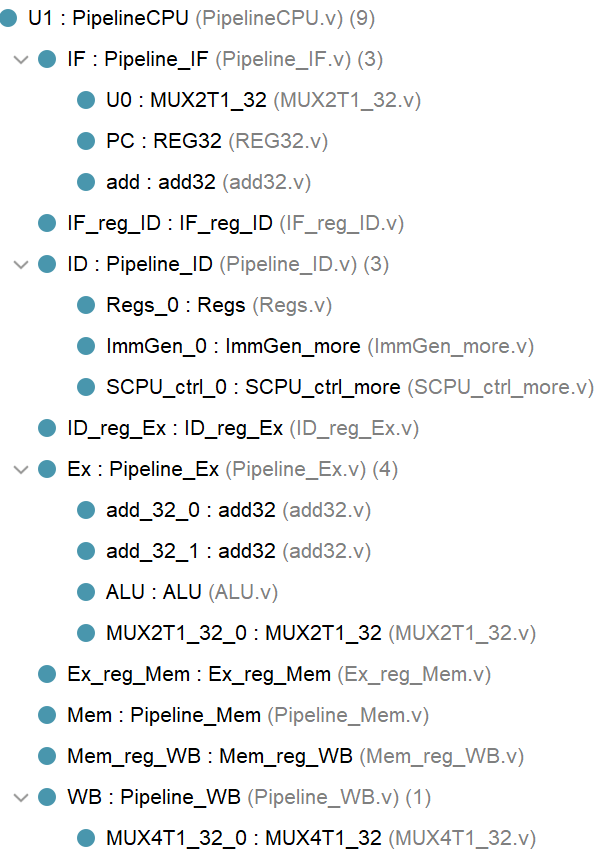 U1 : PipelineCPU (PipelineCPU.v) (9)
IF : Pipeline_IF (Pipeline_IF.v) (3)
U0 : MUX2T1_32 (MUX2T1_32.v)
PC : REG32 (REG32.v)
add : add32 (add32.v)
IF_reg_ID : IF_reg_ID (IF_reg_ID.v)
ID : Pipeline_ID (Pipeline_ID.v) (3)
Regs_0 : Regs (Regs.v)
ImmGen_0 : ImmGen_more (ImmGen_more.v)
SCPU_ctrl_0 : SCPU_ctrl_more (SCPU_ctrl_more.v)
ID_reg_Ex : ID_reg_Ex (ID_reg_Ex.v)
Ex : Pipeline_Ex (Pipeline_Ex.v) (4)
add_32_0 : add32 (add32.v)
add_32_1 : add32 (add32.v)
ALU : ALU (ALU.v)
MUX2T1_32_0 : MUX2T1_32 (MUX2T1_32.v)
Ex_reg_Mem : Ex_reg_Mem (Ex_reg_Mem.v)
Mem : Pipeline_Mem (Pipeline_Mem.v)
Mem_reg_WB : Mem_reg_WB (Mem_reg_WB.v)
WB : Pipeline_WB (Pipeline_WB.v) (1)
MUX4T1_32_0 : MUX4T1_32 (MUX4T1_32.v)